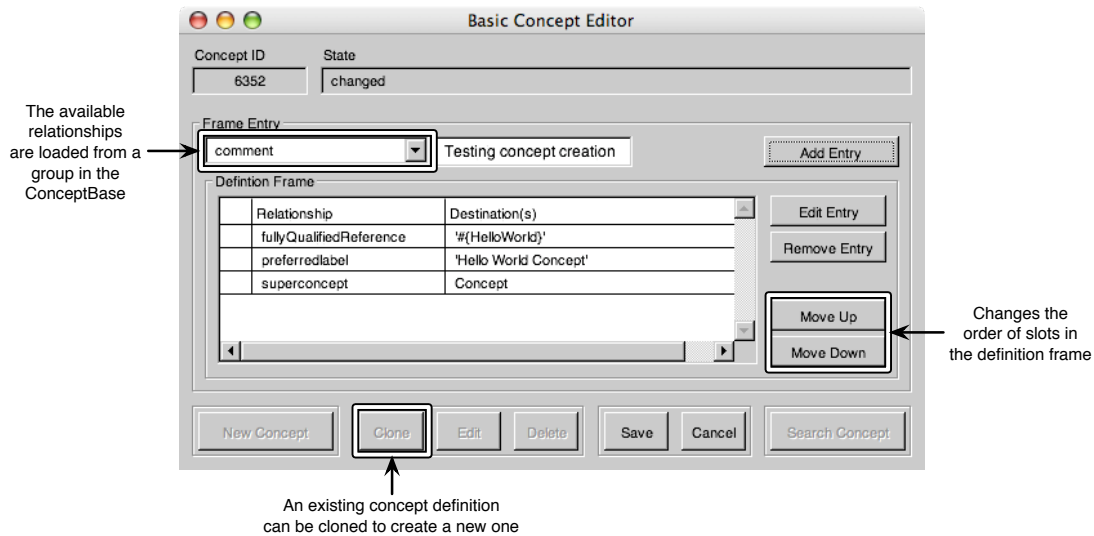 Basic Concept Editor
Concept ID State
6352 changed
The available
relationships
are loaded from a
group in the
ConceptBase
Frame Entry
comment Testing concept creation Add Entry
Defintion Frame
Relationship Destination(s) Edit Entry
fullyQualifiedReference '#{HelloWorld}'
preferredlabel 'Hello World Concept' Remove Entry
superconcept Concept
Move Up
Move Down
Changes the
order of slots in
the definition frame
New Concept Clone Edit Delete Save Cancel Search Concept
An existing concept definition
can be cloned to create a new one